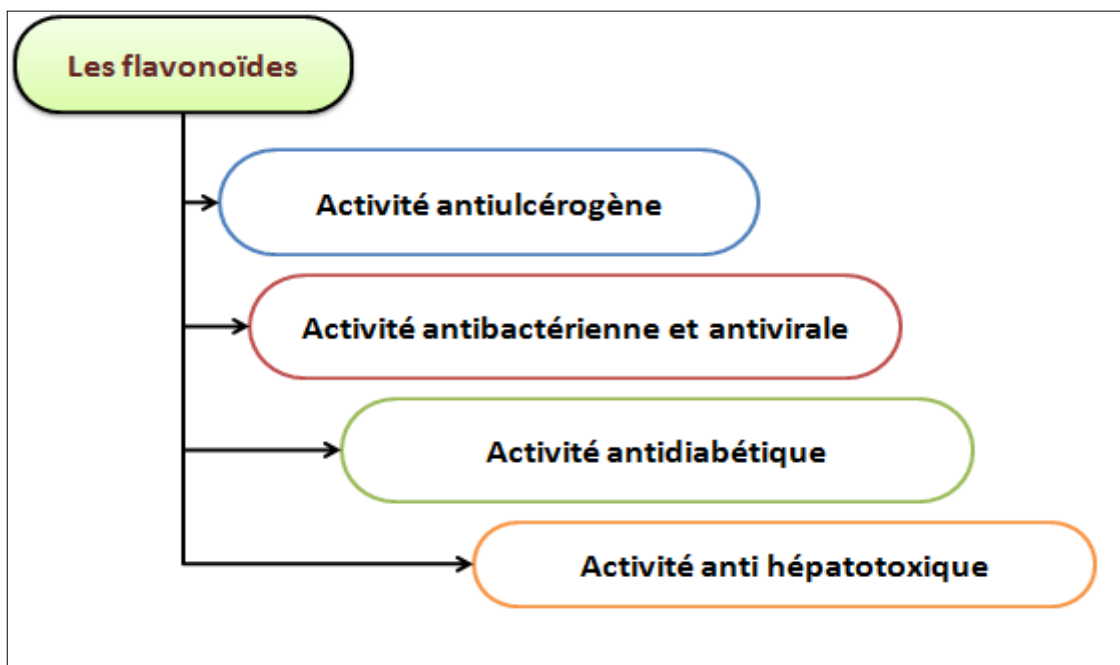 Les flavonoïdes
Activité antiulcérogène
Activité antibactérienne et antivirale
Activité antidiabétique
Activité anti hépatotoxique